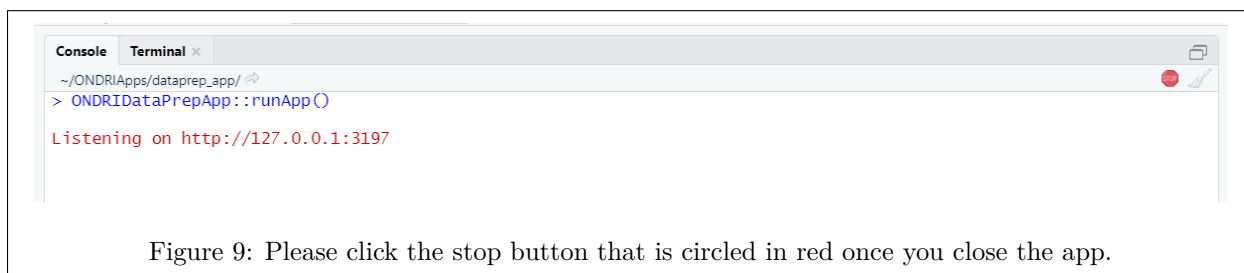 Console Terminal ×
~/ONDRIApps/dataprep_app/
STOP
> ONDRIDataPrepApp::runApp()
Listening on http://127.0.0.1:3197
Figure 9: Please click the stop button that is circled in red once you close the app.